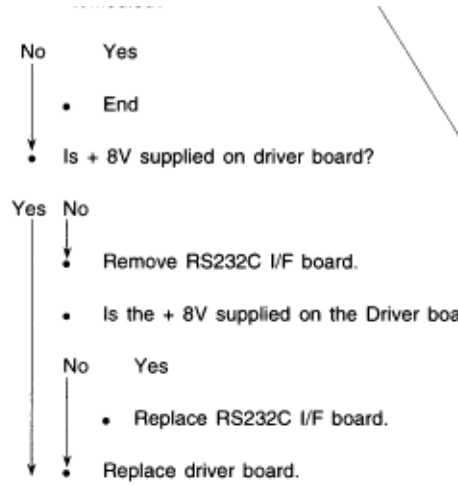 No Yes
• End
• Is + 8V supplied on driver board?
Yes No
• Remove RS232C I/F board.
• Is the + 8V supplied on the Driver
No Yes
• Replace RS232C I/F board.
• Replace driver board.